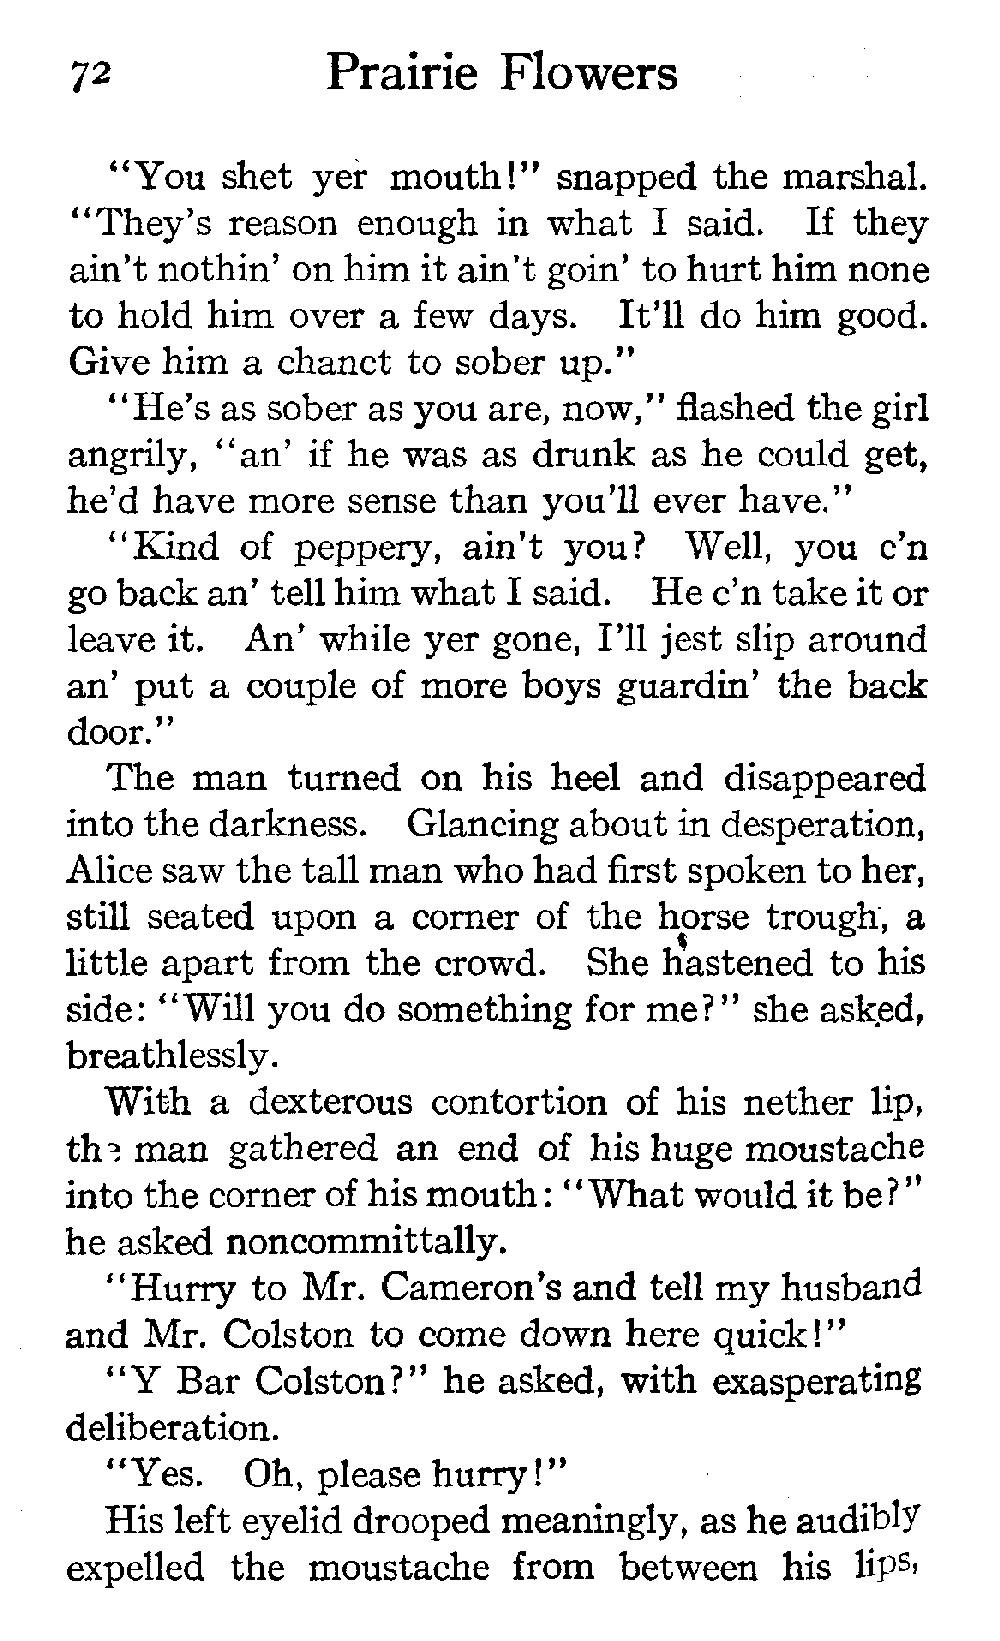 72 Prairie Flowers
"You shet yer mouth!" snapped the marshal.
"They's reason enough in what I said. If they
ain't nothin' on him it ain't goin' to hurt him none
to hold him over a few days. It'll do him good.
Give him a chanct to sober up."
"He's as sober as you are, now," flashed the girl
angrily, "an' if he was as drunk as he could get,
he'd have more sense than you'll ever have."
"Kind of peppery, ain't you? Well, you c'n
go back an' tell him what I said. He c'n take it or
leave it. An' while yer gone, I'll jest slip around
an' put a couple of more boys guardin' the back
door."
The man turned on his heel and disappeared
into the darkness. Glancing about in desperation,
Alice saw the tall man who had first spoken to her,
still seated upon a corner of the horse trough, a
little apart from the crowd. She hastened to his
side: "Will you do something for me?" she asked,
breathlessly.
With a dexterous contortion of his nether lip,
the man gathered an end of his huge moustache
into the corner of his mouth: "What would it be?"
he asked noncommittally.
"Hurry to Mr. Cameron's and tell my husband
and Mr. Colston to come down here quick!"
"Y Bar Colston?" he asked, with exasperating
deliberation.
"Yes. Oh, please hurry!"
His left eyelid drooped meaningly, as he audibly
expelled the moustache from between his lips,